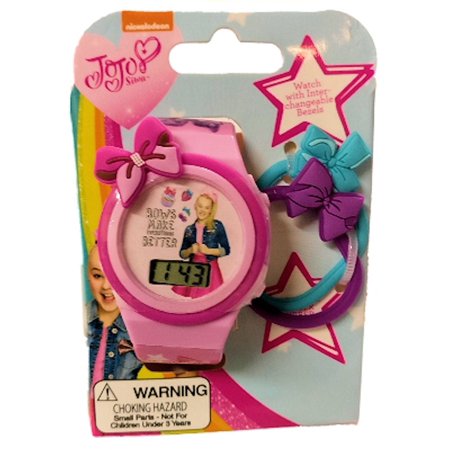 nickelodeon
JoJo
Siwa™
Watch
with Inter-
changeable
Bezels
BOWS
MAKE
EVERYTHING
BETTER
1:43
WARNING
CHOKING HAZARD
Small Parts - Not For
Children Under 3 Years